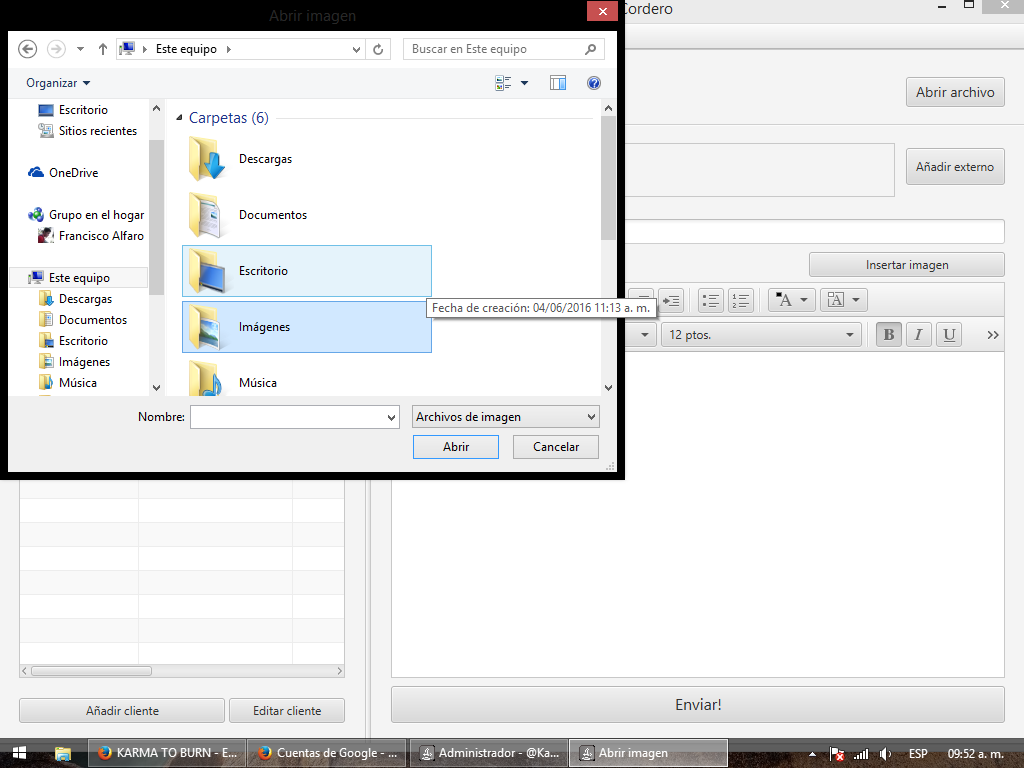 Abrir imagen
Cordero
Este equipo
Buscar en Este equipo
Organizar
Abrir archivo
Añadir externo
Insertar imagen
12 ptos.
A
A
B
I
U
Escritorio
Sitios recientes
OneDrive
Grupo en el hogar
Francisco Alfaro
Este equipo
Descargas
Documentos
Escritorio
Imágenes
Música
Carpetas (6)
Descargas
Documentos
Escritorio
Fecha de creación: 04/06/2016 11:13 a. m.
Imágenes
Música
Nombre:
Archivos de imagen
Abrir
Cancelar
Añadir cliente
Editar cliente
Enviar!
KARMA TO BURN - E...
Cuentas de Google - ...
Administrador - @Ka...
Abrir imagen
ESP
09:52 a. m.